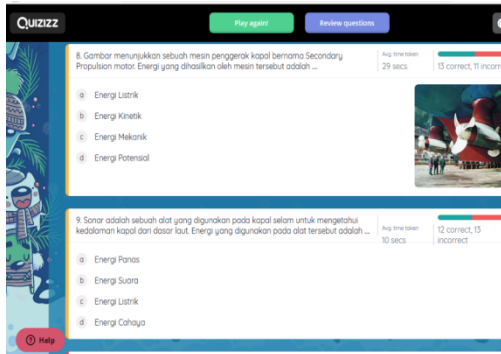 QUIZIZZ
Play again!
Review questions
8. Gambar menunjukkan sebuah mesin penggerak kapal bernama Secondary
Propulsion motor. Energi yang dihasilkan oleh mesin tersebut adalah ...
Avg. time taken
29 secs
13 correct, 11 incorr
a Energi Listrik
b Energi Kinetik
c Energi Mekanik
d Energi Potensial
9. Sonar adalah sebuah alat yang digunakan pada kapal selam untuk mengetahui
kedalaman kapal dari dasar laut. Energi yang digunakan pada alat tersebut adalah ...
Avg. time taken
10 secs
12 correct, 13
incorrect
a Energi Panas
b Energi Suara
c Energi Listrik
d Energi Cahaya
? Help